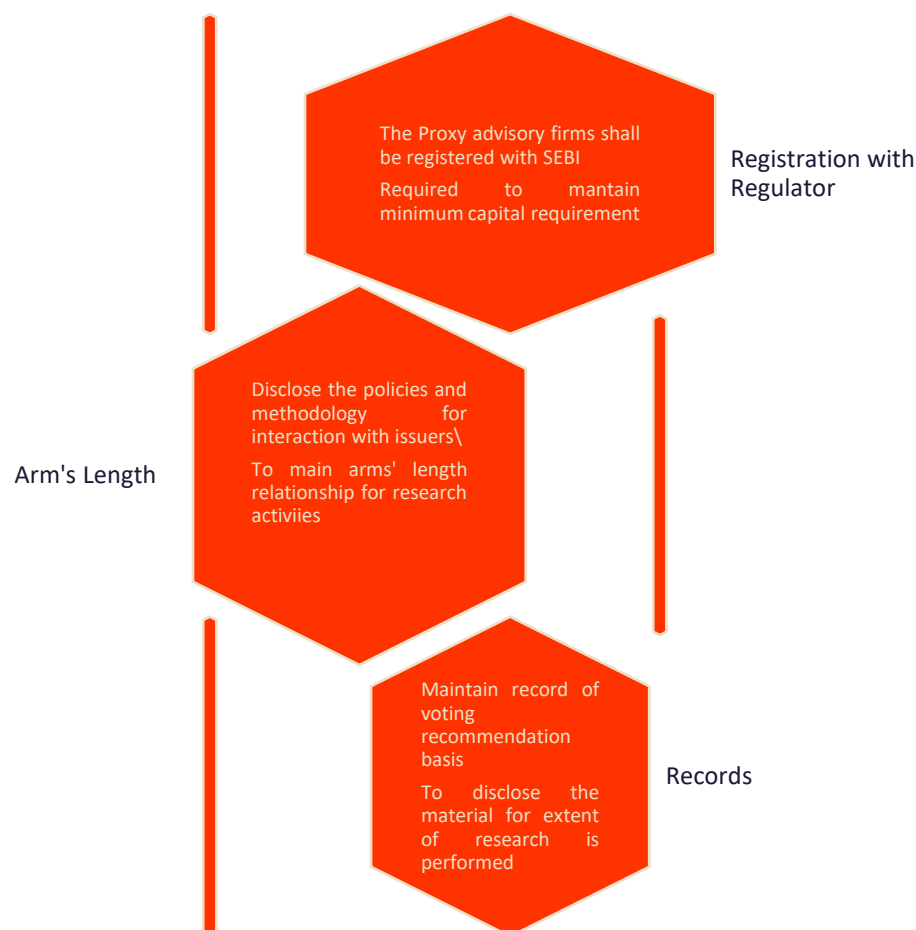 The Proxy advisory firms shall
be registered with SEBI
Required to mantain
minimum capital requirement
Registration with
Regulator
Disclose the policies and
methodology for
interaction with issuers\
To main arms' length
relationship for research
activiies
Arm's Length
Maintain record of
voting
recommendation
basis
To disclose the
material for extent
of research is
performed
Records